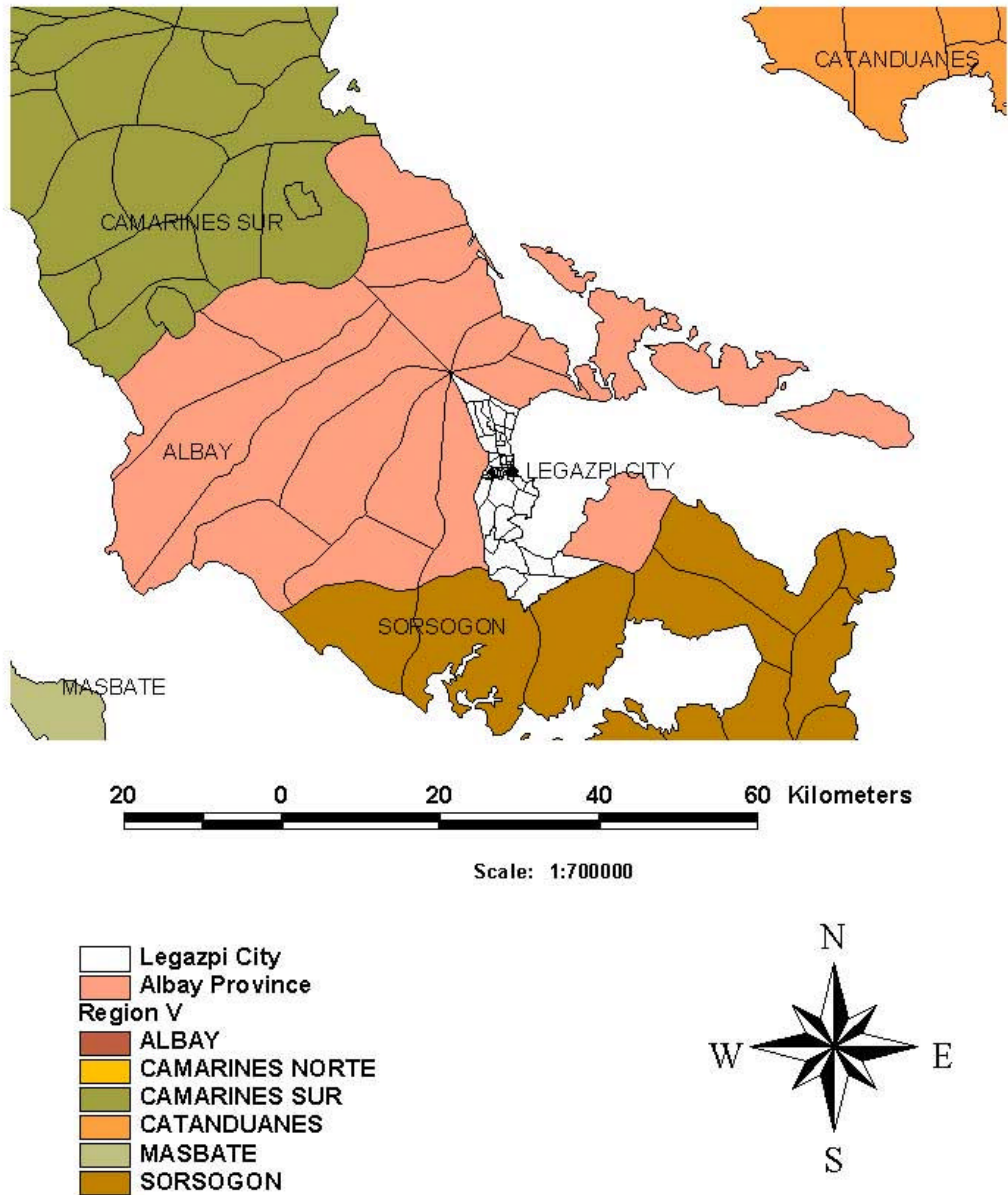 CATANDUANES
CAMARINES SUR
ALBAY
LEGAZPI CITY
SORSOGON
MASBATE
20 0 20 40 60 Kilometers
Scale: 1:700000
Legazpi City
Albay Province
Region V
ALBAY
CAMARINES NORTE
CAMARINES SUR
CATANDUANES
MASBATE
SORSOGON
N
W E
S